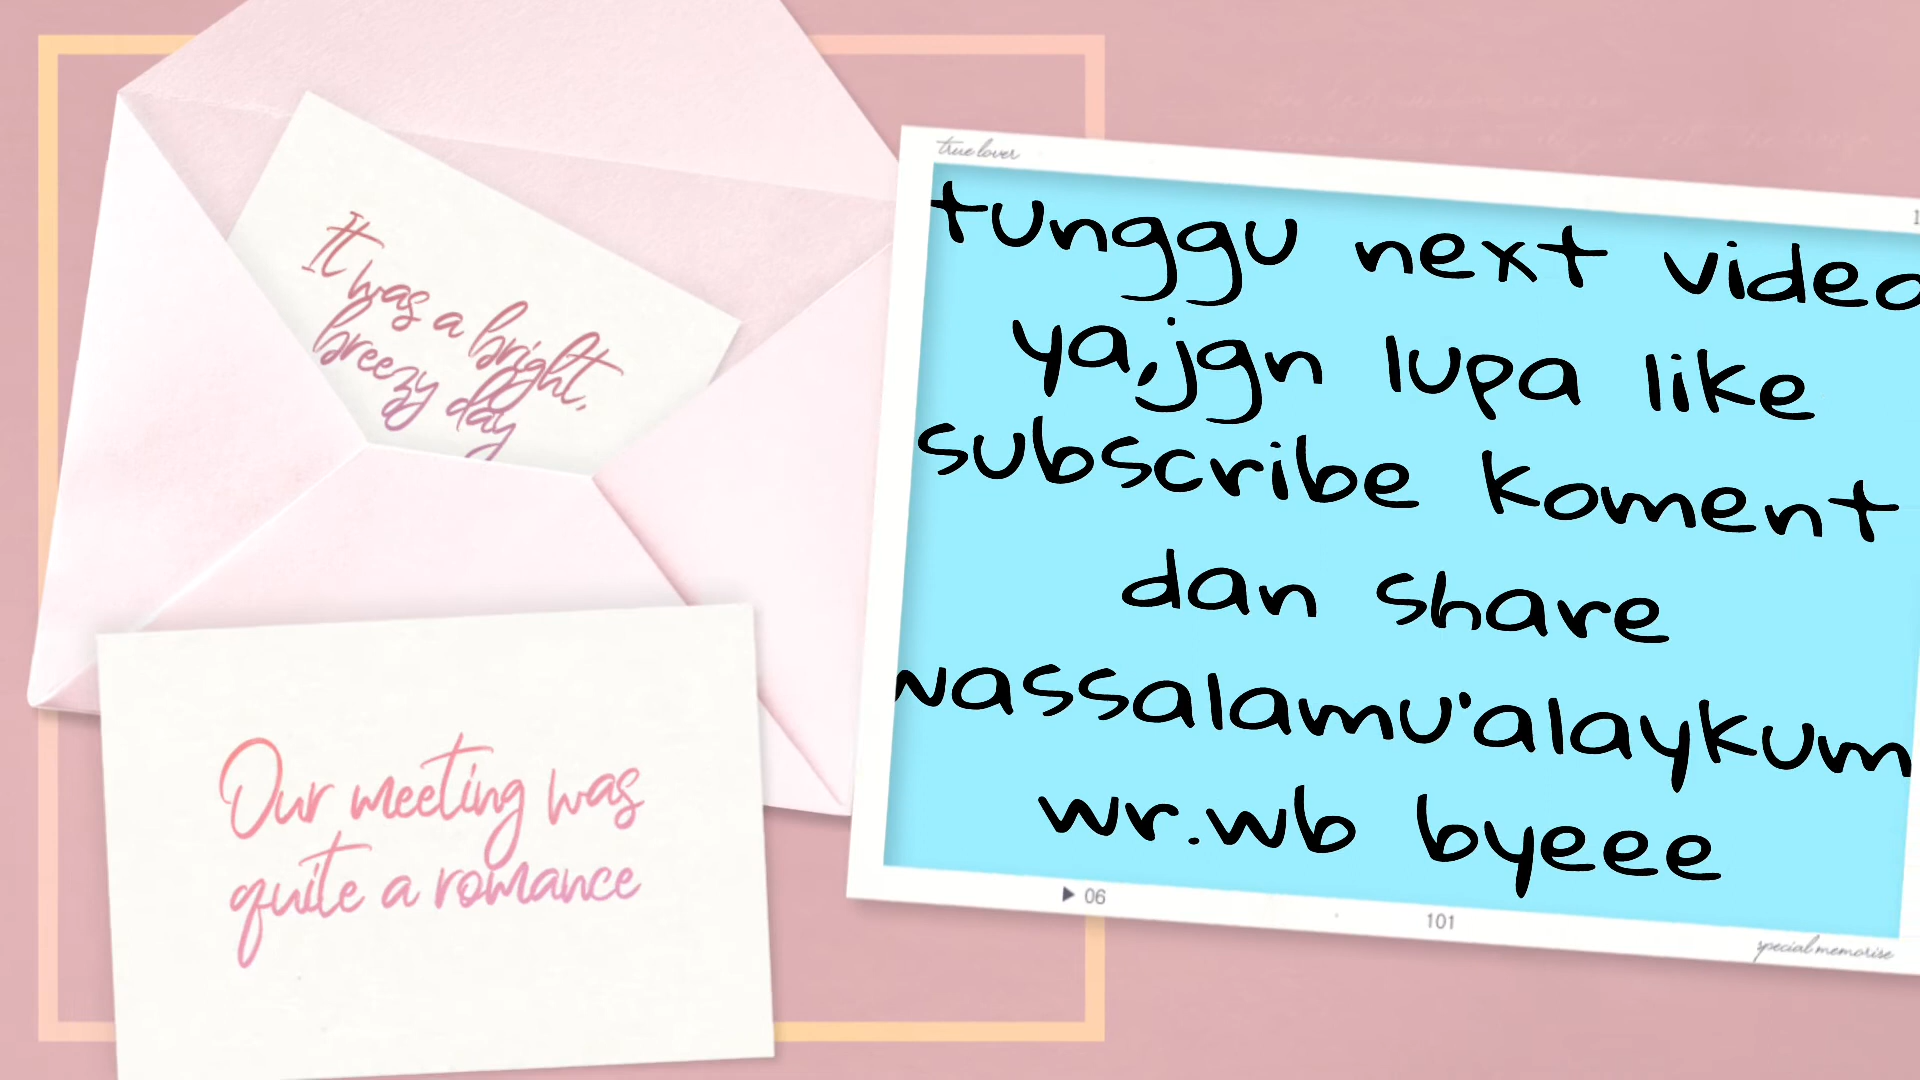 It was a bright,
breezy day
Our meeting was
quite a romance
true lover
tunggu next video
ya,jgn lupa like
subscribe koment
dan share
wassalamu'alaykum
wr.wb byeee
06
101
special memorise